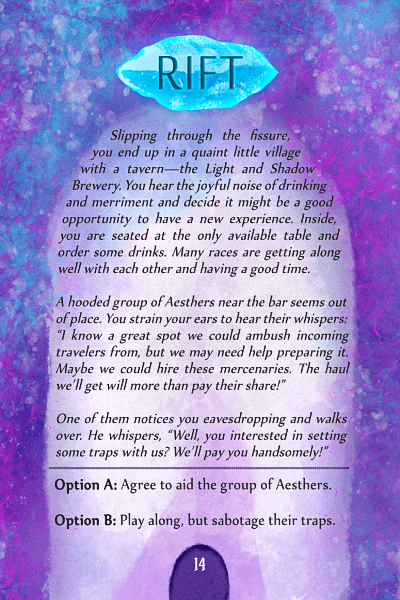 RIFT
Slipping through the fissure,
you end up in a quaint little village
with a tavern—the Light and Shadow
Brewery. You hear the joyful noise of drinking
and merriment and decide it might be a good
opportunity to have a new experience. Inside,
you are seated at the only available table and
order some drinks. Many races are getting along
well with each other and having a good time.
A hooded group of Aesthers near the bar seems out
of place. You strain your ears to hear their whispers:
“I know a great spot we could ambush incoming
travelers from, but we may need help preparing it.
Maybe we could hire these mercenaries. The haul
we’ll get will more than pay their share!”
One of them notices you eavesdropping and walks
over. He whispers, “Well, you interested in setting
some traps with us? We’ll pay you handsomely!”
Option A: Agree to aid the group of Aesthers.
Option B: Play along, but sabotage their traps.
14